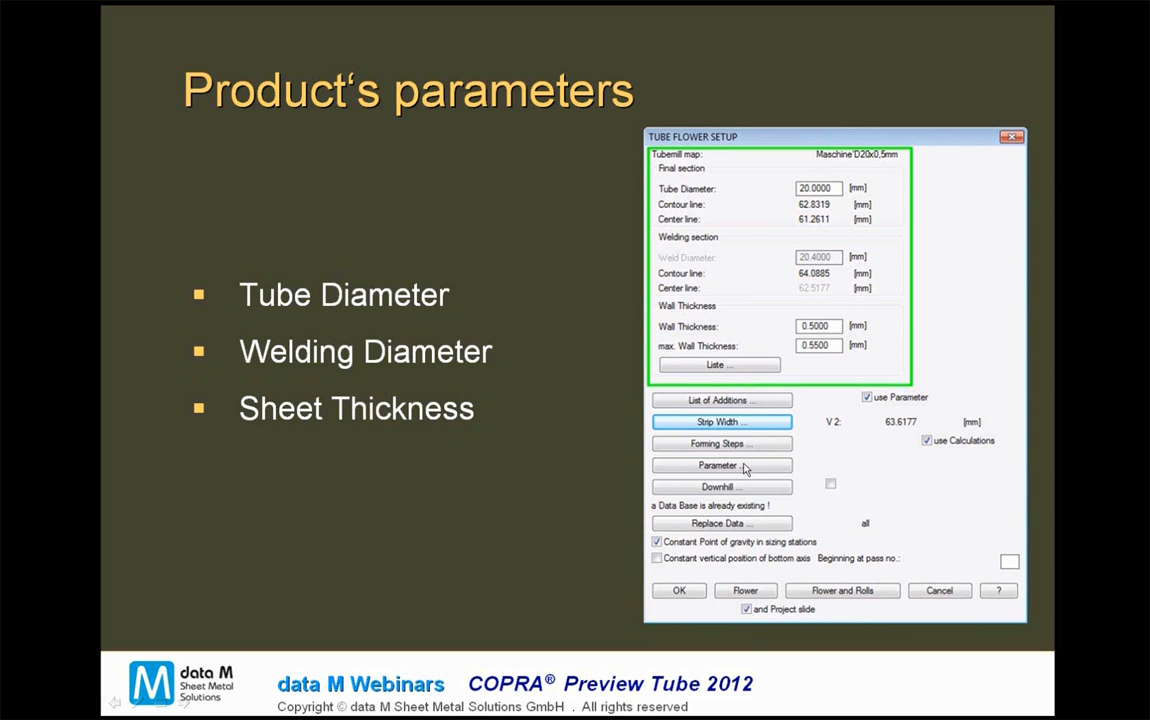 Product's parameters
Tube Diameter
Welding Diameter
Sheet Thickness
TUBE FLOWER SETUP
Tubemill map: Maschine'D20x0,5mm
Final section
Tube Diameter: 20.0000 [mm]
Contour line: 62.8319 [mm]
Center line: 61.2611 [mm]
Welding section
Weld Diameter: 20.4000 [mm]
Contour line: 64.0885 [mm]
Center line: 62.5177 [mm]
Wall Thickness
Wall Thickness: 0.5000 [mm]
max. Wall Thickness: 0.5500 [mm]
Liste ...
List of Additions ... use Parameter
Strip Width ... V 2: 63.6177 [mm]
Forming Steps ... use Calculations
Parameter ...
Downhill ...
a Data Base is already existing !
Replace Data ... all
Constant Point of gravity in sizing stations
Constant vertical position of bottom axis Beginning at pass no.:
OK Flower Flower and Rolls Cancel ?
and Project slide
M data M
Sheet Metal
Solutions
data M Webinars COPRA® Preview Tube 2012
Copyright © data M Sheet Metal Solutions GmbH . All rights reserved